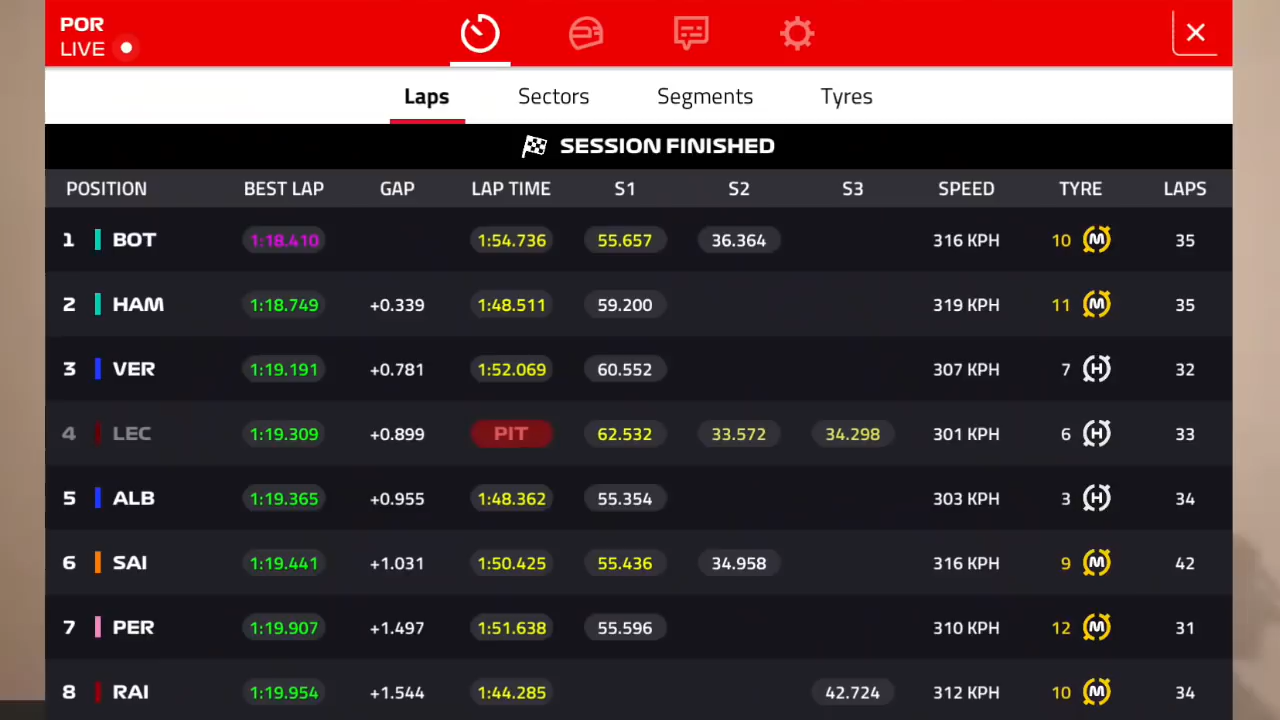 POR
LIVE
Laps Sectors Segments Tyres
SESSION FINISHED
POSITION BEST LAP GAP LAP TIME S1 S2 S3 SPEED TYRE LAPS
1 BOT 1:18.410 1:54.736 55.657 36.364 316 KPH 10 M 35
2 HAM 1:18.749 +0.339 1:48.511 59.200 319 KPH 11 M 35
3 VER 1:19.191 +0.781 1:52.069 60.552 307 KPH 7 H 32
4 LEC 1:19.309 +0.899 PIT 62.532 33.572 34.298 301 KPH 6 H 33
5 ALB 1:19.365 +0.955 1:48.362 55.354 303 KPH 3 H 34
6 SAI 1:19.441 +1.031 1:50.425 55.436 34.958 316 KPH 9 M 42
7 PER 1:19.907 +1.497 1:51.638 55.596 310 KPH 12 M 31
8 RAI 1:19.954 +1.544 1:44.285 42.724 312 KPH 10 M 34